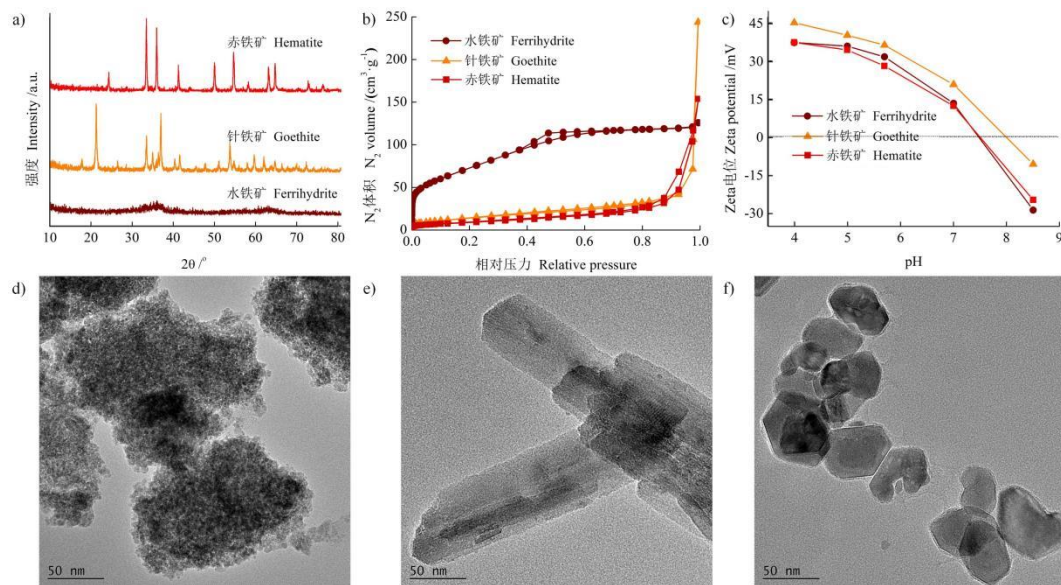 a)
强度 Intensity /a.u.
赤铁矿 Hematite
针铁矿 Goethite
水铁矿 Ferrihydrite
10 20 30 40 50 60 70 80
2θ /°
b)
N₂体积 N₂ volume /(cm³·g⁻¹)
250
200
150
100
50
0
水铁矿 Ferrihydrite
针铁矿 Goethite
赤铁矿 Hematite
0.0 0.2 0.4 0.6 0.8 1.0
相对压力 Relative pressure
c)
Zeta电位 Zeta potential /mV
45
30
15
0
-15
-30
水铁矿 Ferrihydrite
针铁矿 Goethite
赤铁矿 Hematite
4 5 6 7 8
pH
d)
50 nm
e)
50 nm
f)
50 nm